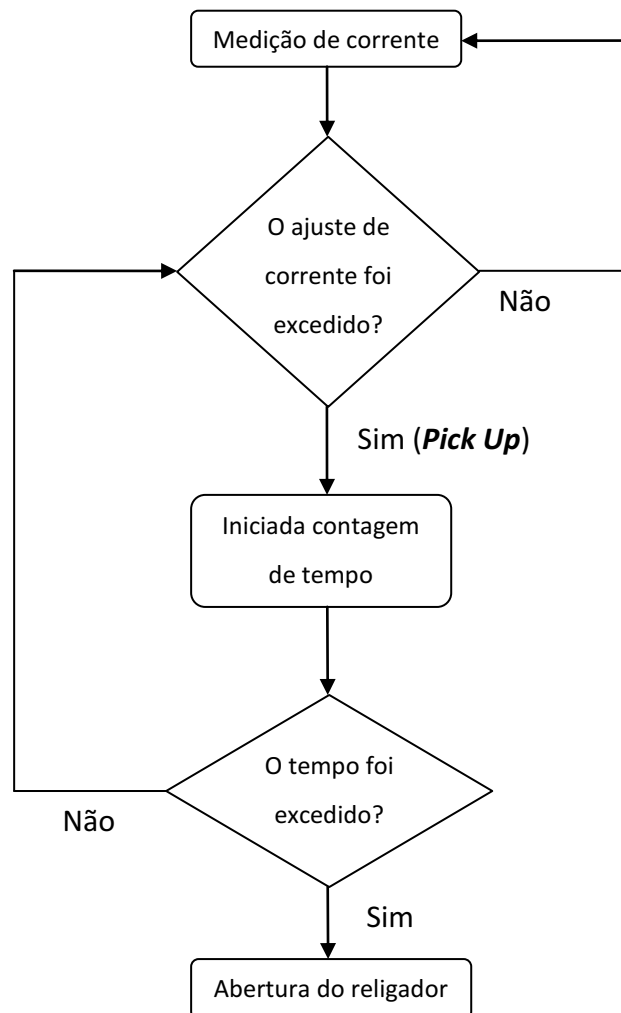 Medição de corrente
O ajuste de
corrente foi
excedido?
Não
Sim (Pick Up)
Iniciada contagem
de tempo
O tempo foi
excedido?
Não
Sim
Abertura do religador